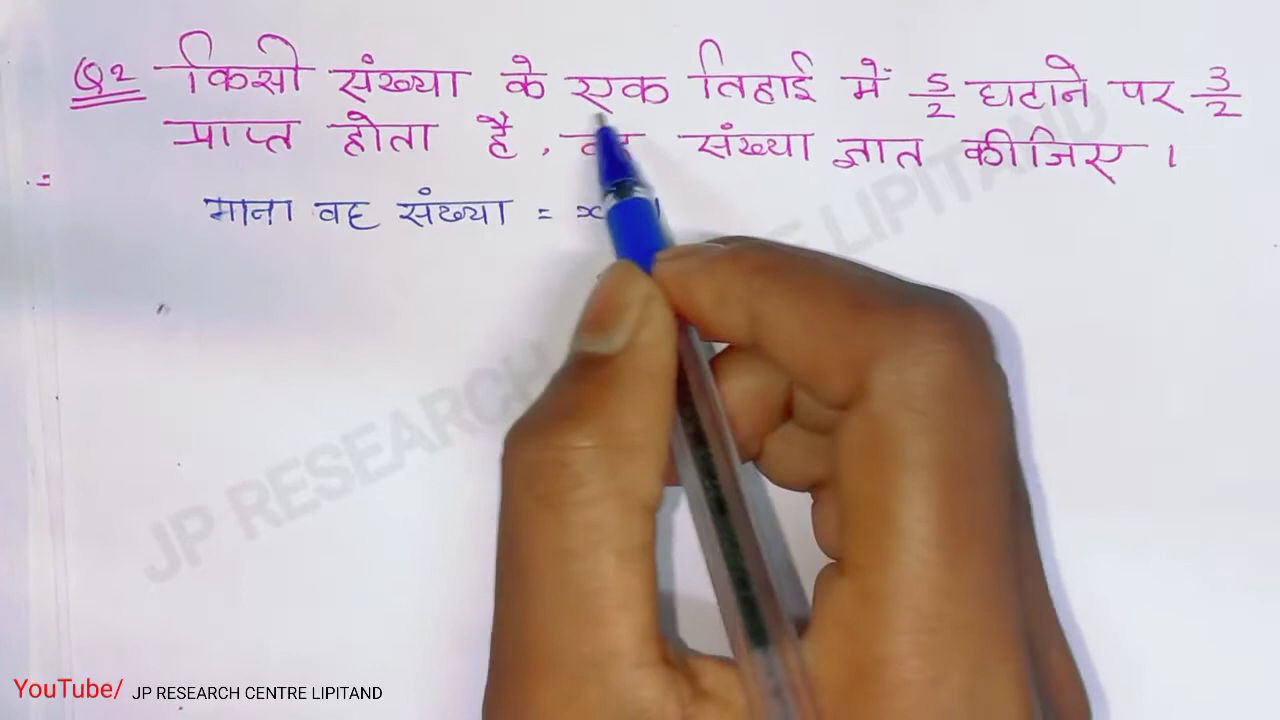 Q2 किसी संख्या के एक तिहाई में 5/2 घटाने पर 3/2
प्राप्त होता है, संख्या ज्ञात कीजिए ।
माना वह संख्या = x
JP RESEARCH CENTRE LIPITAND
YouTube/ JP RESEARCH CENTRE LIPITAND